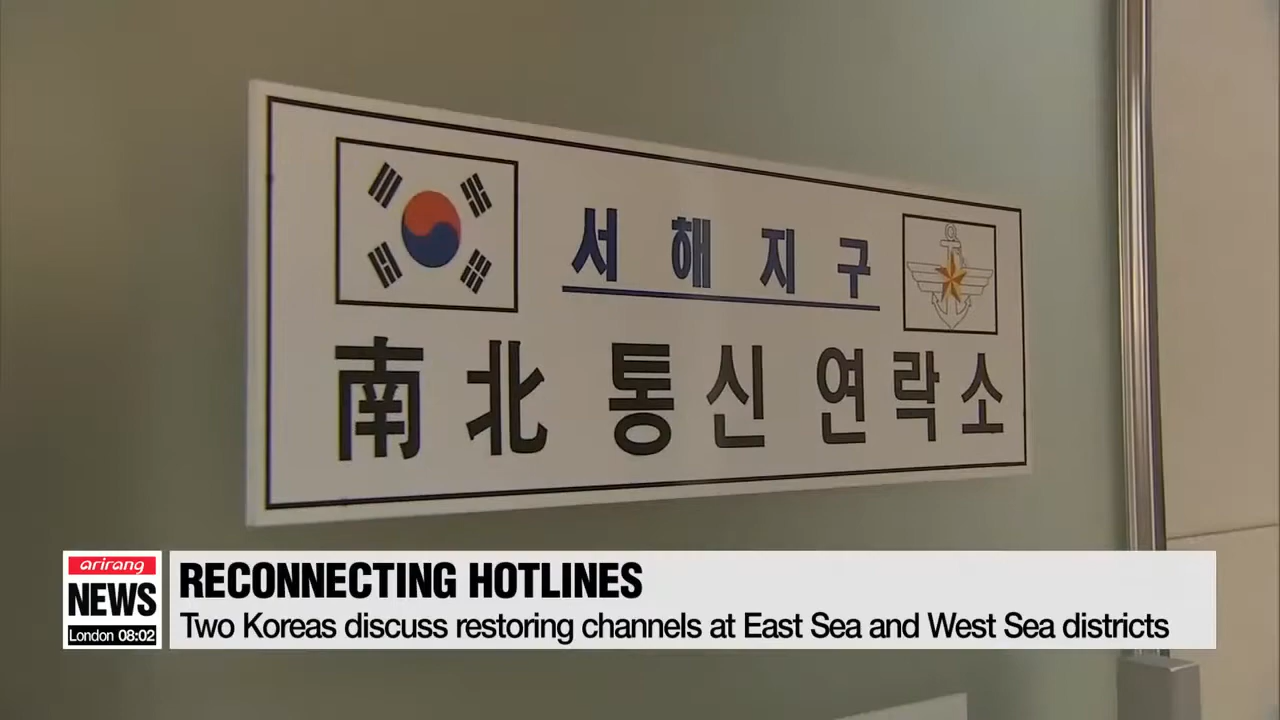 서해지구
南北 통신 연락소
arirang
NEWS
London 08:02
RECONNECTING HOTLINES
Two Koreas discuss restoring channels at East Sea and West Sea districts